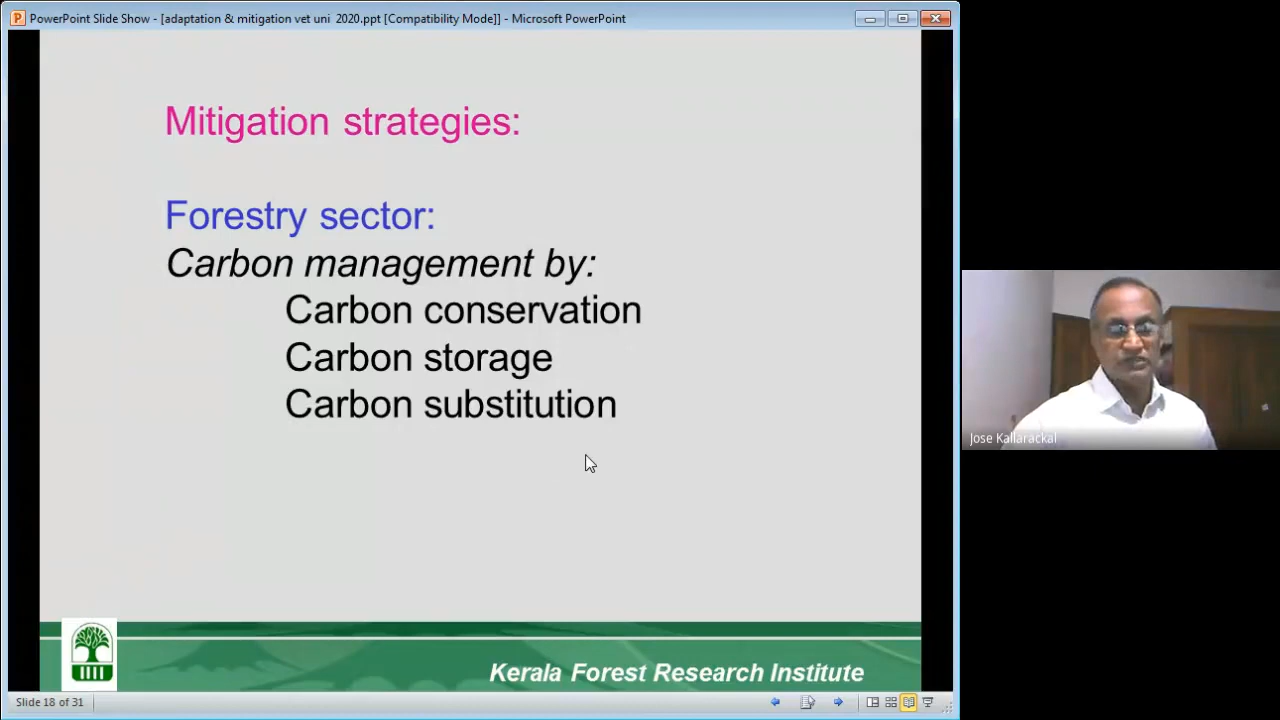 PowerPoint Slide Show - [adaptation & mitigation vet uni 2020.ppt [Compatibility Mode]] - Microsoft PowerPoint
Mitigation strategies:
Forestry sector:
Carbon management by:
Carbon conservation
Carbon storage
Carbon substitution
Jose Kallarackal
Kerala Forest Research Institute
Slide 18 of 31